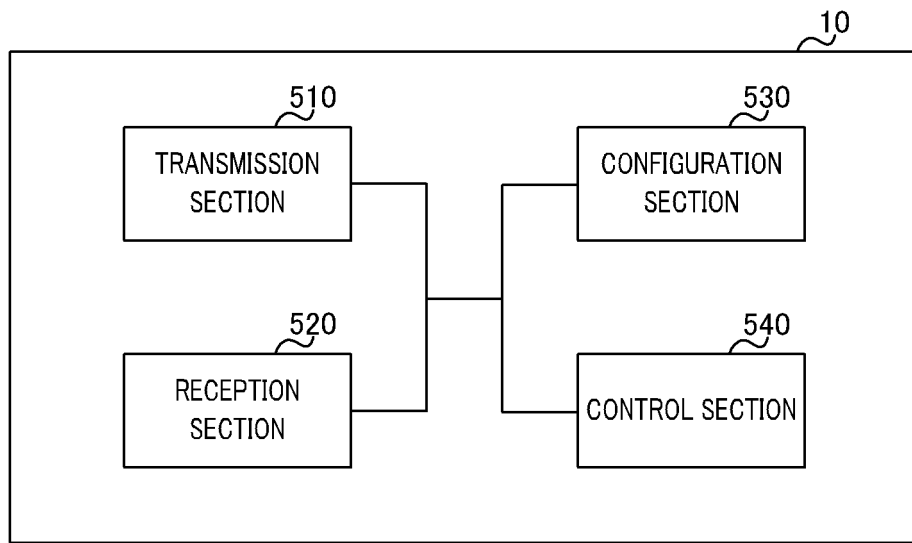 10
510
TRANSMISSION
SECTION
530
CONFIGURATION
SECTION
520
RECEPTION
SECTION
540
CONTROL SECTION